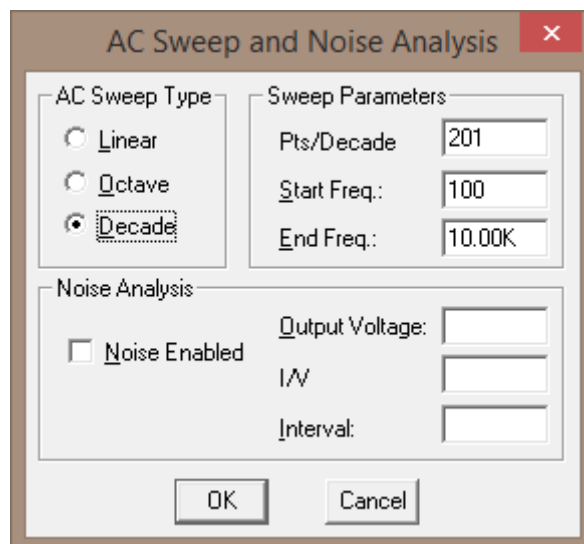 AC Sweep and Noise Analysis
AC Sweep Type
Linear
Octave
Decade
Sweep Parameters
Pts/Decade 201
Start Freq.: 100
End Freq.: 10.00K
Noise Analysis
Noise Enabled
Output Voltage:
I/V
Interval:
OK Cancel